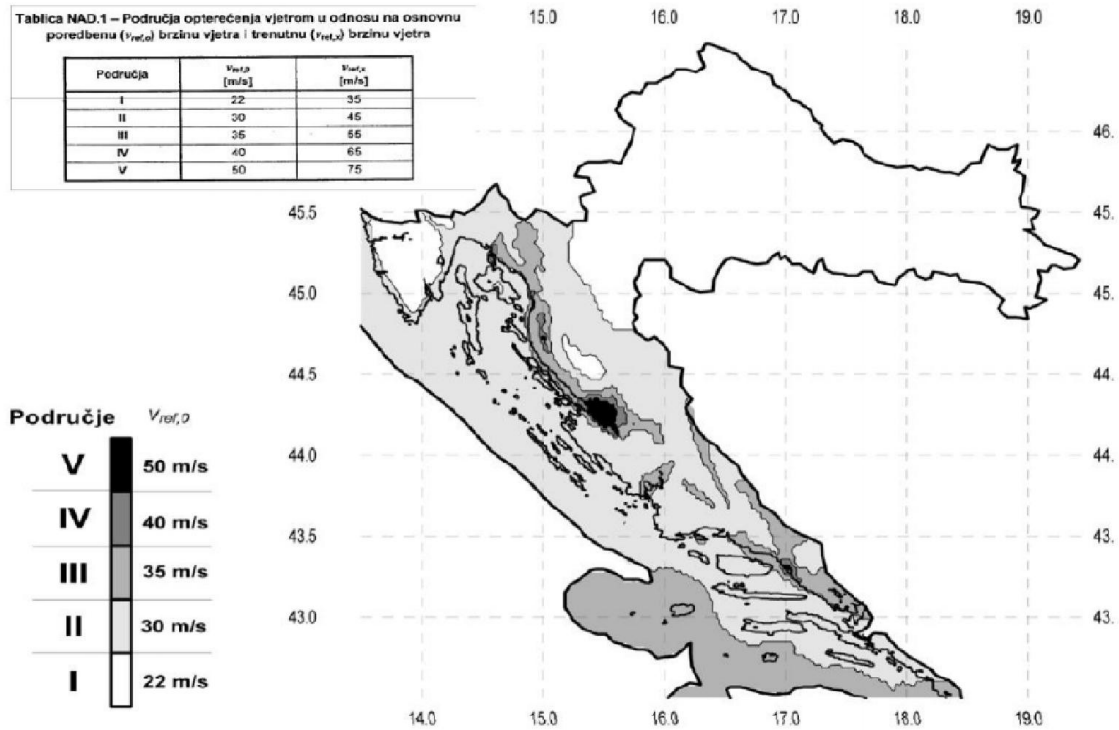 Tablica NAD.1 – Područja opterećenja vjetrom u odnosu na osnovnu
poredbenu (vref,o) brzinu vjetra i trenutnu (vref,x) brzinu vjetra
Područja vref,o [m/s] vref,x [m/s]
I 22 35
II 30 45
III 35 55
IV 40 65
V 50 75
15.0 16.0 17.0 18.0 19.0
46.
45.5 45.
45.0 45.
44.5 44.
44.0 44.
43.5 43.
43.0 43.
14.0 15.0 16.0 17.0 18.0 19.0
Područje vref,o
V 50 m/s
IV 40 m/s
III 35 m/s
II 30 m/s
I 22 m/s